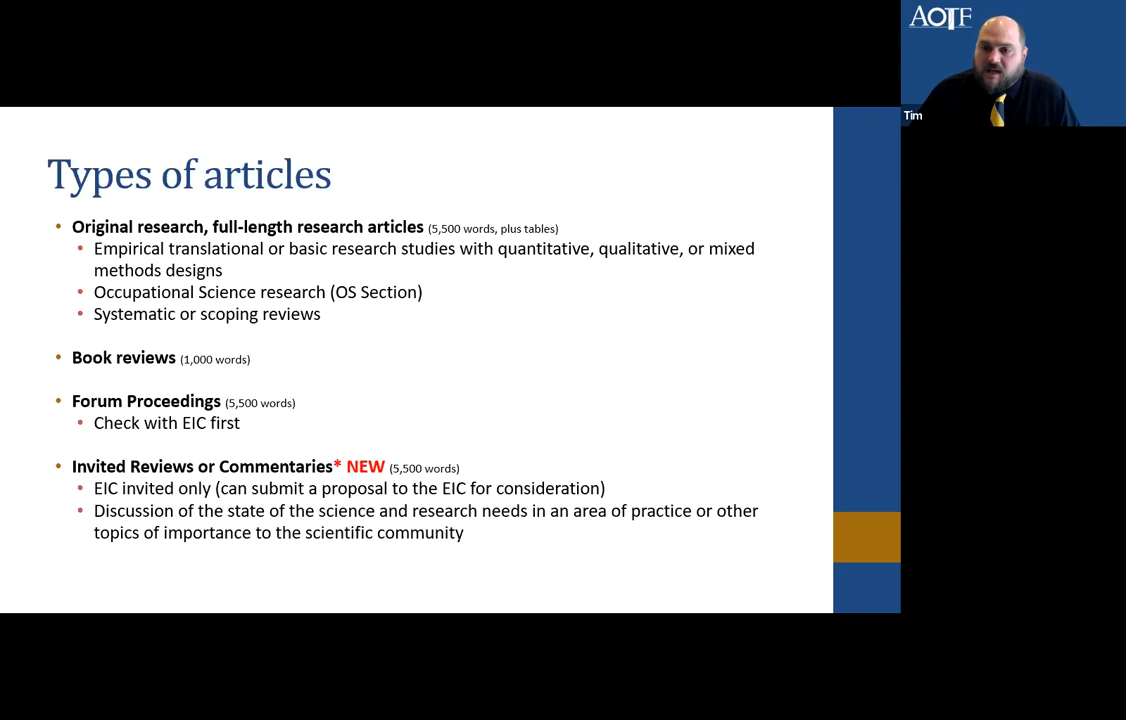 AOTF
Tim
Types of articles
• Original research, full-length research articles (5,500 words, plus tables)
• Empirical translational or basic research studies with quantitative, qualitative, or mixed
methods designs
• Occupational Science research (OS Section)
• Systematic or scoping reviews
• Book reviews (1,000 words)
• Forum Proceedings (5,500 words)
• Check with EIC first
• Invited Reviews or Commentaries* NEW (5,500 words)
• EIC invited only (can submit a proposal to the EIC for consideration)
• Discussion of the state of the science and research needs in an area of practice or other
topics of importance to the scientific community